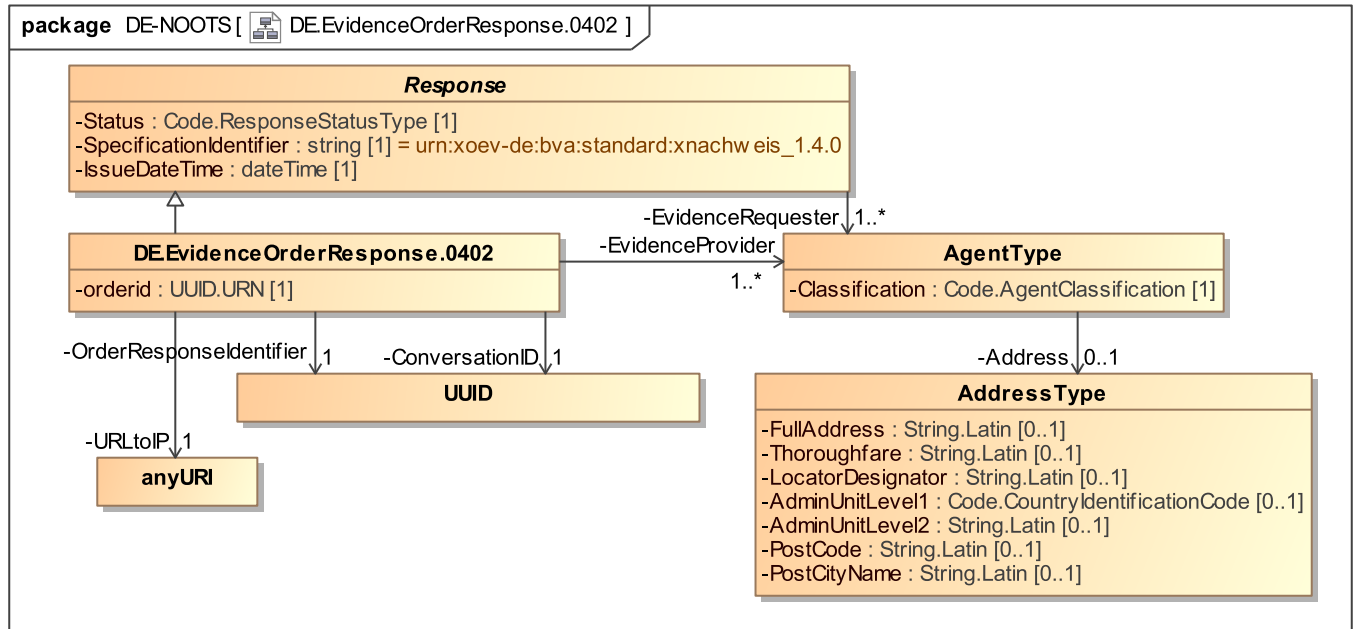 package DE-NOOTS [ DE.EvidenceOrderResponse.0402 ]
Response
-Status : Code.ResponseStatusType [1]
-SpecificationIdentifier : string [1] = urn:xoev-de:bva:standard:xnachweis_1.4.0
-IssueDateTime : dateTime [1]
-EvidenceRequester 1..*
-EvidenceProvider
1..*
DE.EvidenceOrderResponse.0402
-orderid : UUID.URN [1]
AgentType
-Classification : Code.AgentClassification [1]
-OrderResponseIdentifier 1
-ConversationID 1
-Address 0..1
UUID
-URLtoIP 1
anyURI
AddressType
-FullAddress : String.Latin [0..1]
-Thoroughfare : String.Latin [0..1]
-LocatorDesignator : String.Latin [0..1]
-AdminUnitLevel1 : Code.CountryIdentificationCode [0..1]
-AdminUnitLevel2 : String.Latin [0..1]
-PostCode : String.Latin [0..1]
-PostCityName : String.Latin [0..1]